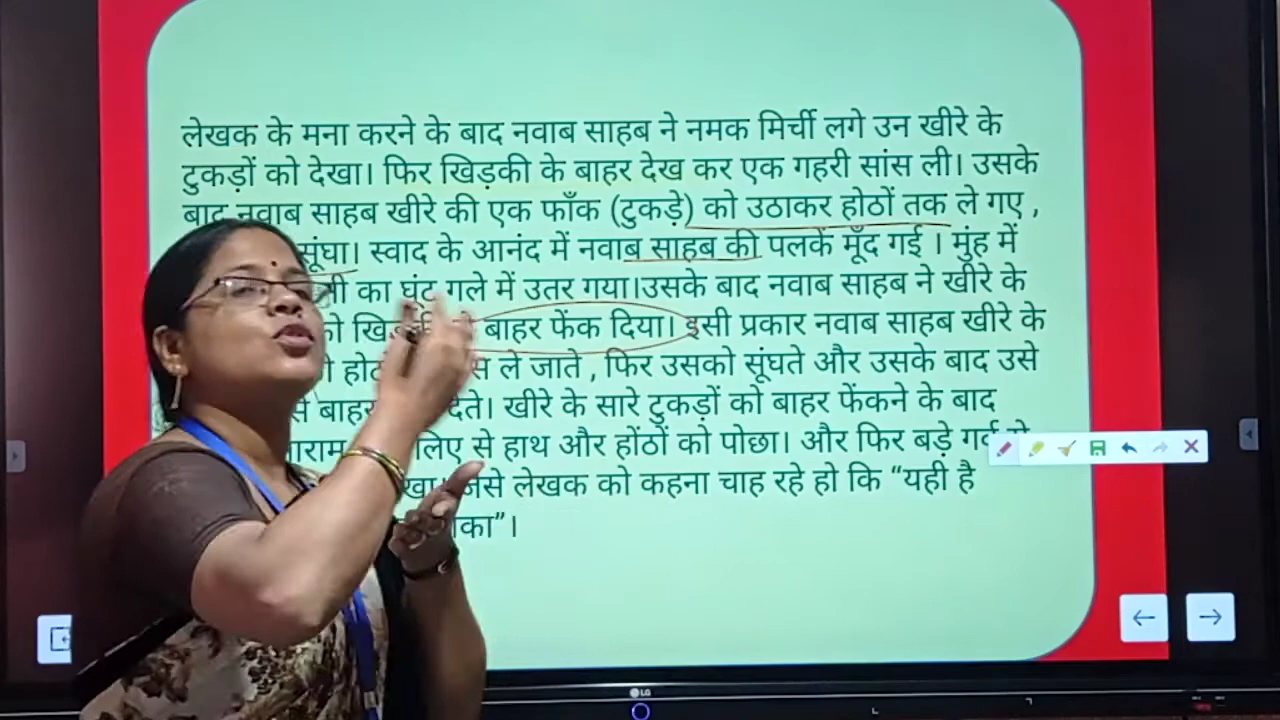 लेखक के मना करने के बाद नवाब साहब ने नमक मिर्ची लगे उन खीरे के
टुकड़ों को देखा। फिर खिड़की के बाहर देख कर एक गहरी सांस ली। उसके
बाद नवाब साहब खीरे की एक फाँक (टुकड़े) को उठाकर होठों तक ले गए ,
सूंघा। स्वाद के आनंद में नवाब साहब की पलकें मूँद गई । मुंह में
का घूंट गले में उतर गया।उसके बाद नवाब साहब ने खीरे के
बाहर फेंक दिया। इसी प्रकार नवाब साहब खीरे के
ले जाते , फिर उसको सूंघते और उसके बाद उसे
बाहर देते। खीरे के सारे टुकड़ों को बाहर फेंकने के बाद
लिए से हाथ और होंठों को पोछा। और फिर बड़े गर्व से
जैसे लेखक को कहना चाह रहे हो कि “यही है
LG